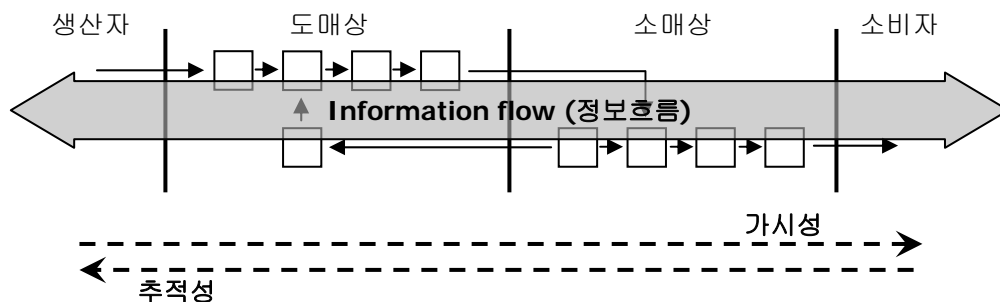 생산자 도매상 소매상 소비자
Information flow (정보흐름)
가시성
추적성